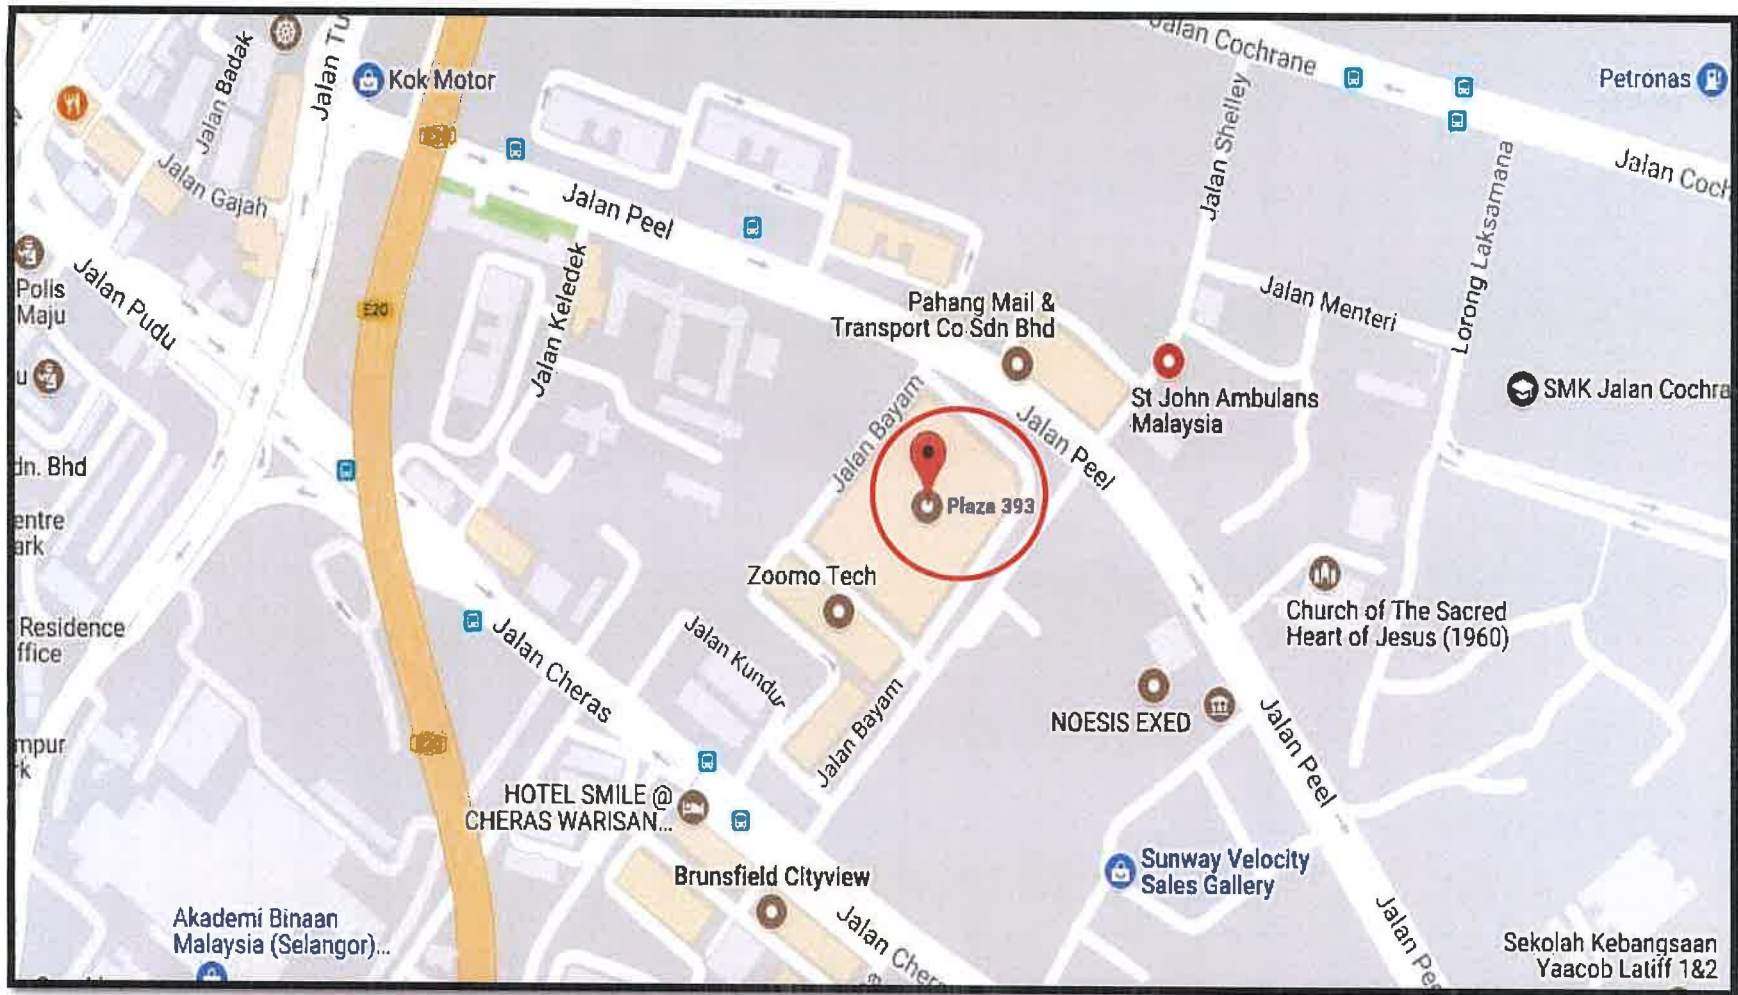 Jalan Cochrane
Jalan Tu
Jalan Badak
Kok Motor
Petronas
Jalan Shelley
Jalan Coch
Lorong Laksamana
Jalan Gajah
Jalan Peel
Jalan Keledek
Polis
Maju
Jalan Pudu
E20
Pahang Mail &
Transport Co Sdn Bhd
Jalan Menteri
u
SMK Jalan Cochra
St John Ambulans
Malaysia
Jalan Bayam
Jalan Peel
dn. Bhd
Plaza 393
entre
ark
Zoomo Tech
Church of The Sacred
Heart of Jesus (1960)
Residence
ffice
Jalan Cheras
Jalan Kundur
NOESIS EXED
Jalan Bayam
Jalan Peel
mpur
k
HOTEL SMILE @
CHERAS WARISAN...
Sunway Velocity
Sales Gallery
Brunsfield Cityview
Akademi Binaan
Malaysia (Selangor)...
Jalan Cher
Jalan Pee
Sekolah Kebangsaan
Yaacob Latiff 1&2